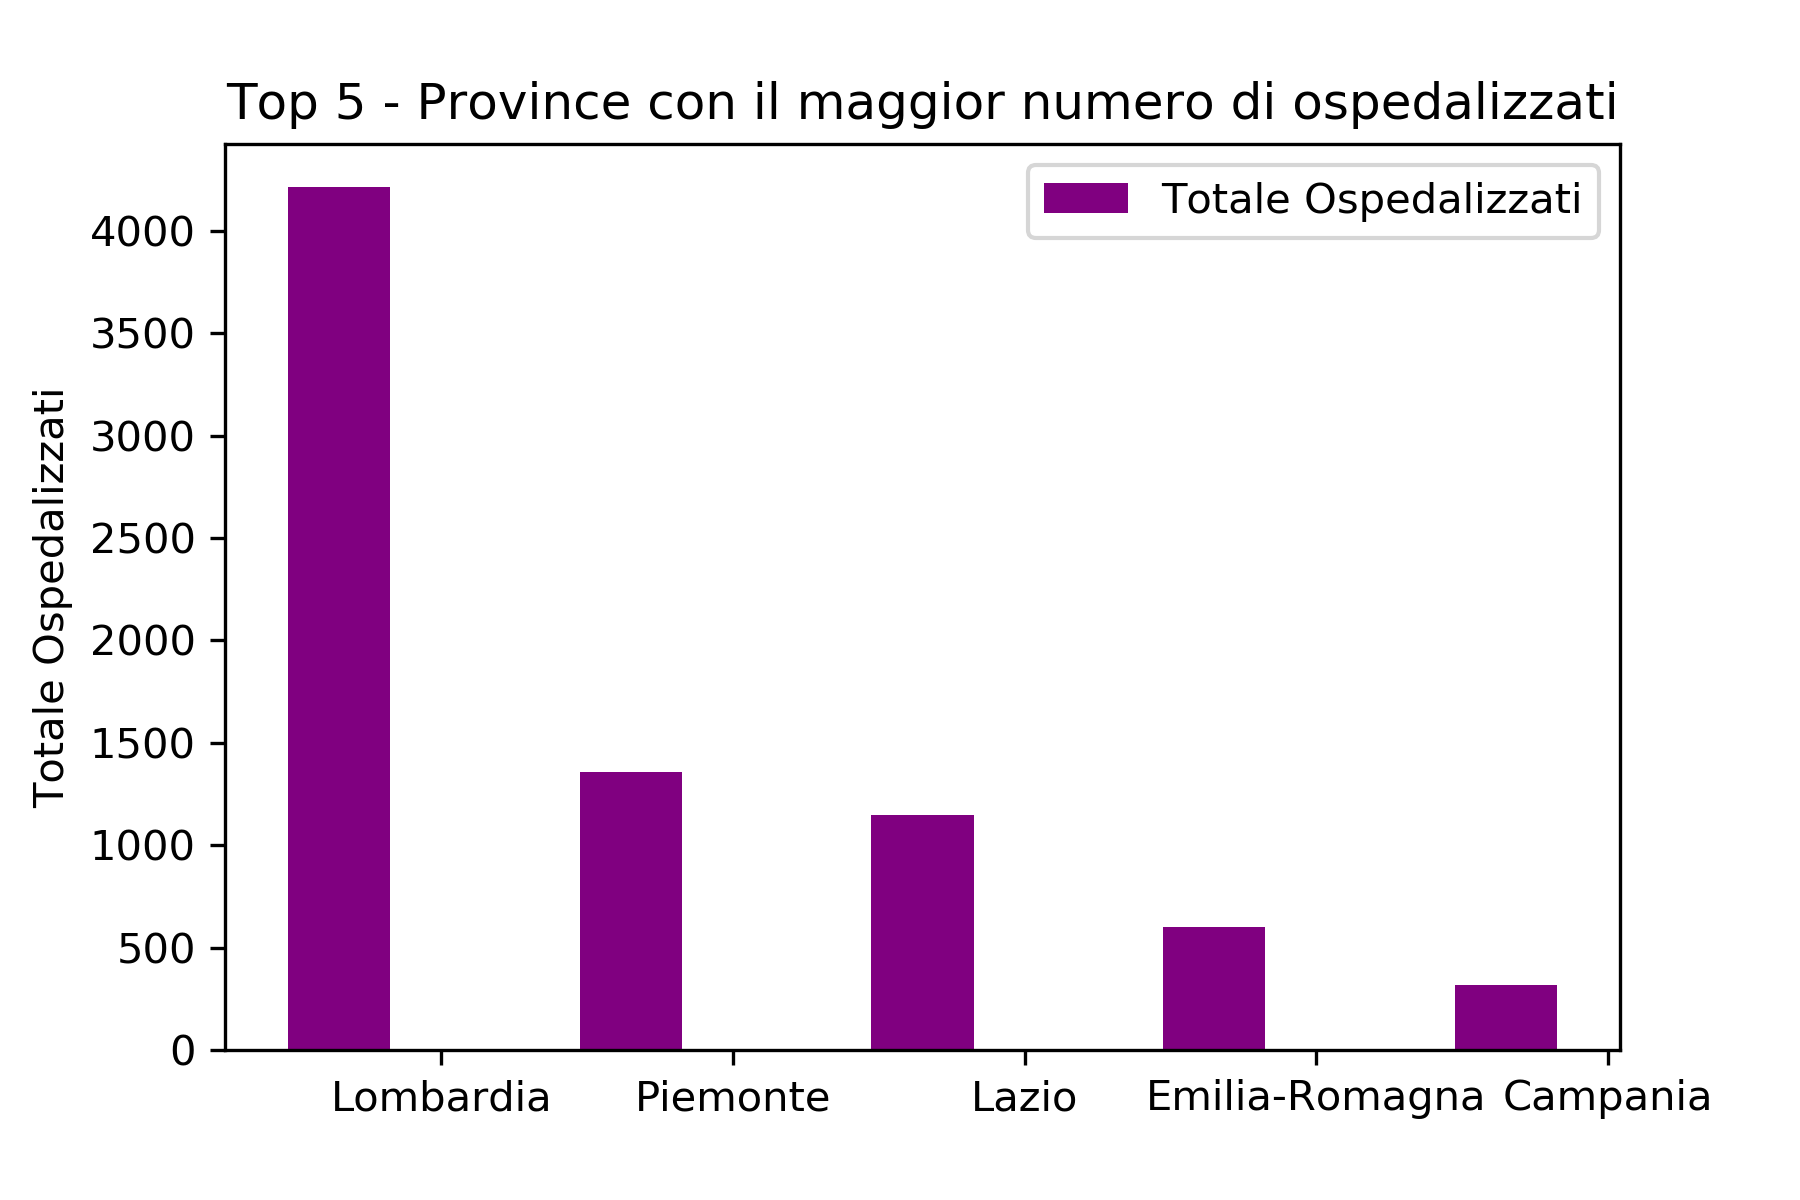 Top 5 - Province con il maggior numero di ospedalizzati
Totale Ospedalizzati
Totale Ospedalizzati
4000
3500
3000
2500
2000
1500
1000
500
0
Lombardia
Piemonte
Lazio
Emilia-Romagna
Campania